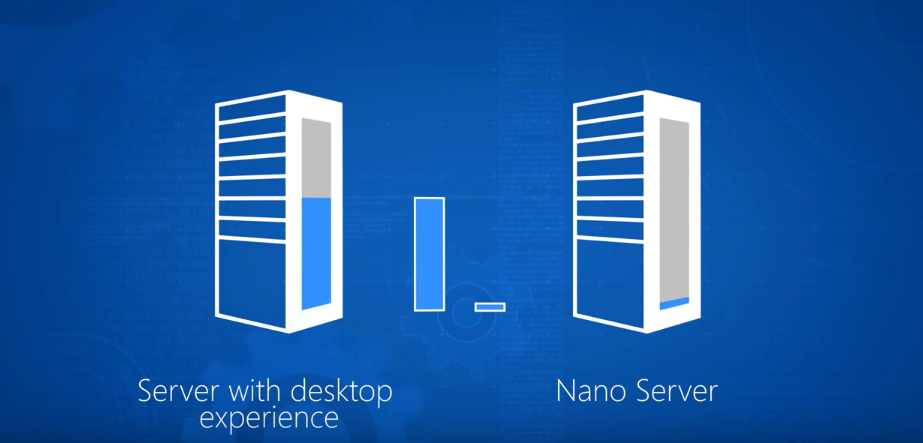 Server with desktop
experience
Nano Server